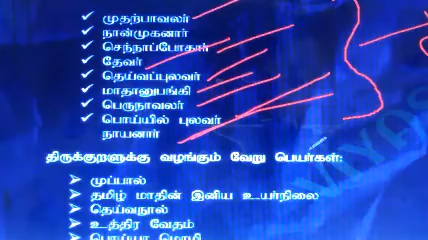 முதற்பாவலர்
நான்முகனார்
செந்நாப்போதார்
தேவர்
தெய்வப்புலவர்
மாதானுபங்கி
பெருநாவலர்
பொய்யில் புலவர்
நாயனார்
திருக்குறளுக்கு வழங்கும் வேறு பெயர்கள்:
முப்பால்
தமிழ் மாதின் இனிய உயர்நிலை
தெய்வநூல்
உத்திர வேதம்
பொய்யா மொழி